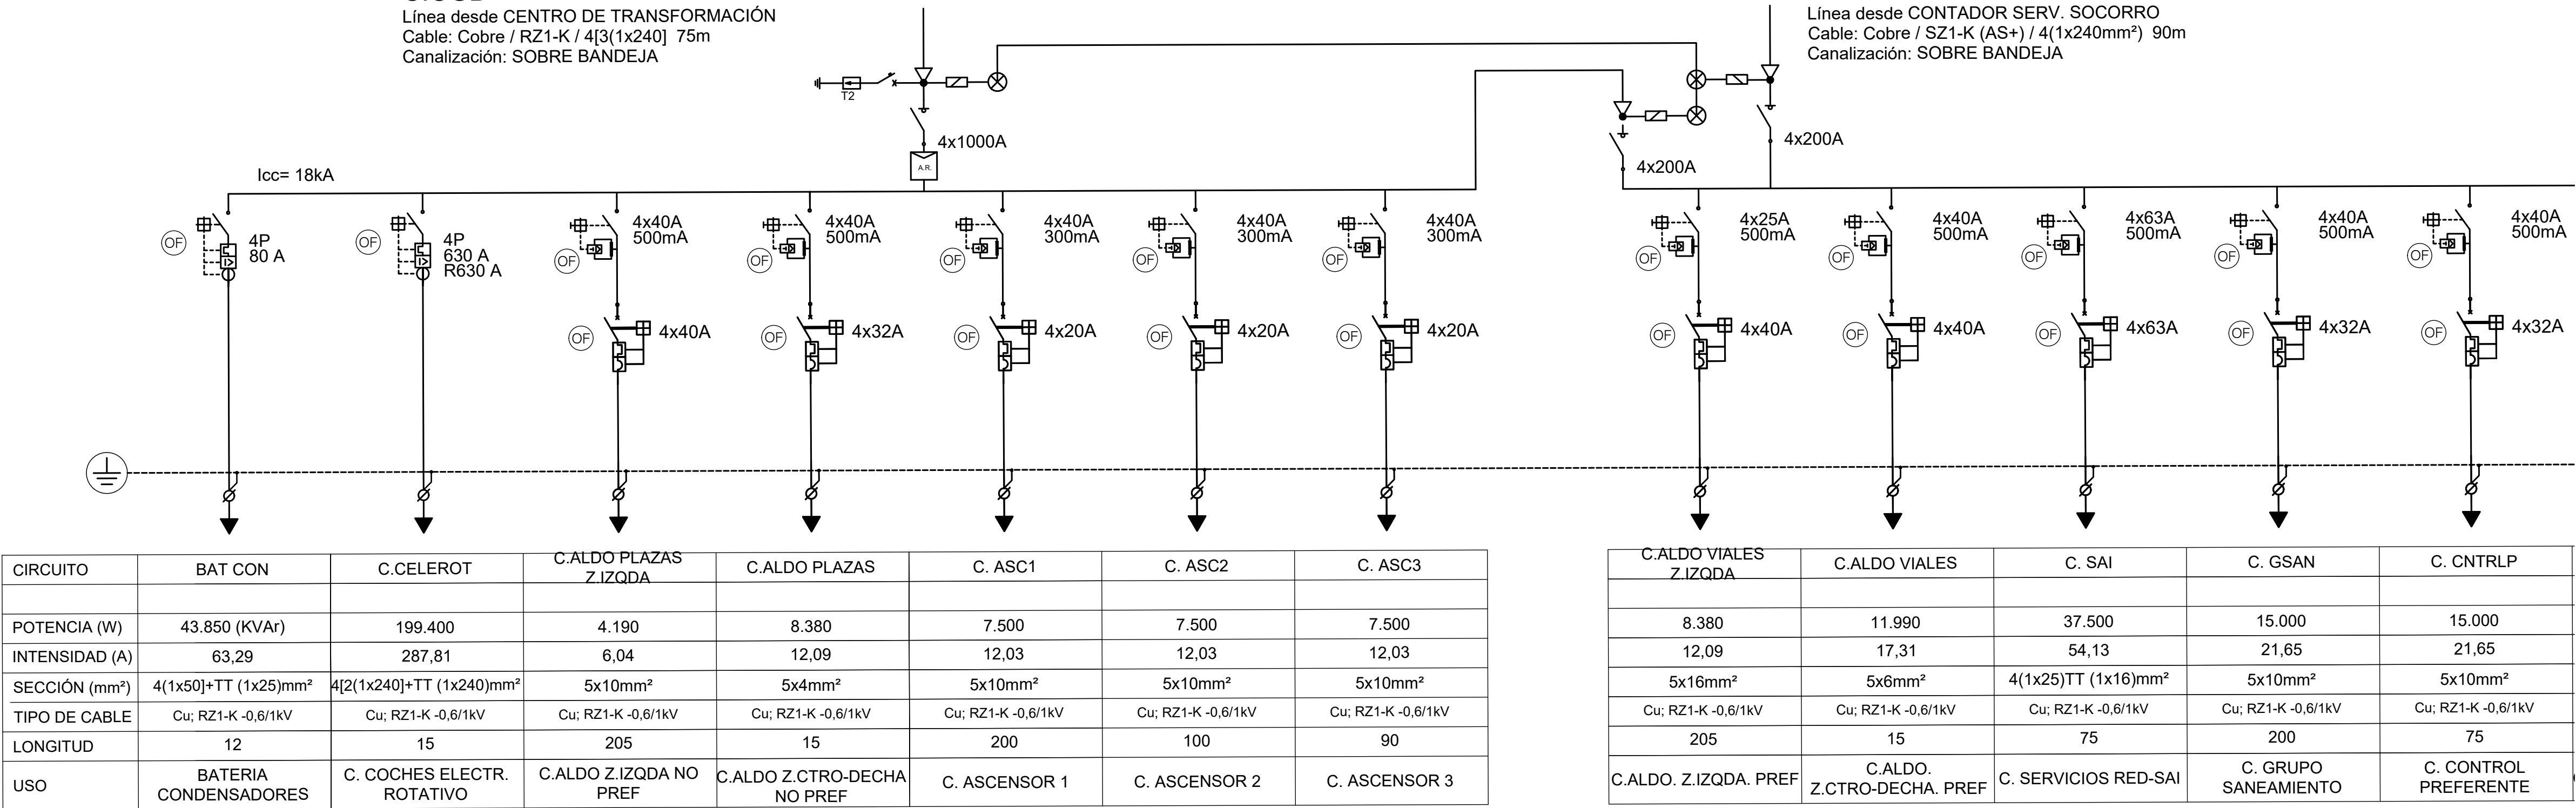 Línea desde CENTRO DE TRANSFORMACIÓN
Cable: Cobre / RZ1-K / 4[3(1x240] 75m
Canalización: SOBRE BANDEJA
Línea desde CONTADOR SERV. SOCORRO
Cable: Cobre / SZ1-K (AS+) / 4(1x240mm²) 90m
Canalización: SOBRE BANDEJA
T2
4x1000A
A.R.
4x200A
4x200A
Icc= 18kA
OF 4P
80 A
OF 4P
630 A
R630 A
OF 4x40A
500mA
OF 4x40A
500mA
OF 4x40A
300mA
OF 4x40A
300mA
OF 4x40A
300mA
OF 4x25A
500mA
OF 4x40A
500mA
OF 4x63A
500mA
OF 4x40A
500mA
OF 4x40A
500mA
OF 4x40A
OF 4x32A
OF 4x20A
OF 4x20A
OF 4x20A
OF 4x40A
OF 4x40A
OF 4x63A
OF 4x32A
OF 4x32A
CIRCUITO BAT CON C.CELEROT C.ALDO PLAZAS Z.IZQDA C.ALDO PLAZAS C. ASC1 C. ASC2 C. ASC3
POTENCIA (W) 43.850 (KVAr) 199.400 4.190 8.380 7.500 7.500 7.500
INTENSIDAD (A) 63,29 287,81 6,04 12,09 12,03 12,03 12,03
SECCIÓN (mm²) 4(1x50]+TT (1x25)mm² 4[2(1x240]+TT (1x240)mm² 5x10mm² 5x4mm² 5x10mm² 5x10mm² 5x10mm²
TIPO DE CABLE Cu; RZ1-K -0,6/1kV Cu; RZ1-K -0,6/1kV Cu; RZ1-K -0,6/1kV Cu; RZ1-K -0,6/1kV Cu; RZ1-K -0,6/1kV Cu; RZ1-K -0,6/1kV Cu; RZ1-K -0,6/1kV
LONGITUD 12 15 205 15 200 100 90
USO BATERIA CONDENSADORES C. COCHES ELECTR. ROTATIVO C.ALDO Z.IZQDA NO PREF C.ALDO Z.CTRO-DECHA NO PREF C. ASCENSOR 1 C. ASCENSOR 2 C. ASCENSOR 3
C.ALDO VIALES Z.IZQDA C.ALDO VIALES C. SAI C. GSAN C. CNTRLP
8.380 11.990 37.500 15.000 15.000
12,09 17,31 54,13 21,65 21,65
5x16mm² 5x6mm² 4(1x25)TT (1x16)mm² 5x10mm² 5x10mm²
Cu; RZ1-K -0,6/1kV Cu; RZ1-K -0,6/1kV Cu; RZ1-K -0,6/1kV Cu; RZ1-K -0,6/1kV Cu; RZ1-K -0,6/1kV
205 15 75 200 75
C.ALDO. Z.IZQDA. PREF C.ALDO. Z.CTRO-DECHA. PREF C. SERVICIOS RED-SAI C. GRUPO SANEAMIENTO C. CONTROL PREFERENTE